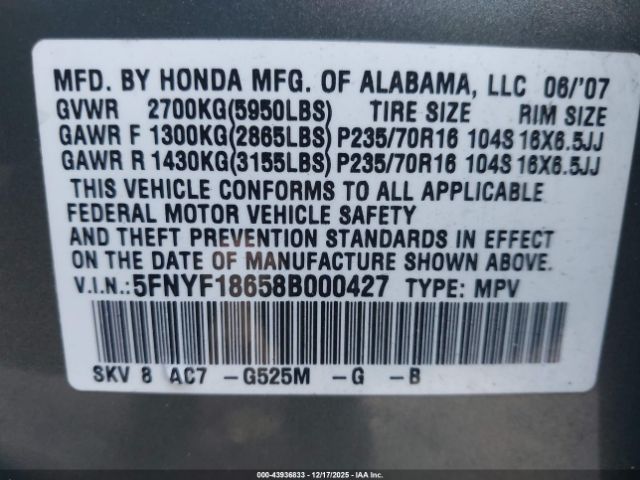 MFD. BY HONDA MFG. OF ALABAMA, LLC 06/'07
GVWR 2700KG(5950LBS) TIRE SIZE RIM SIZE
GAWR F 1300KG(2865LBS) P235/70R16 104S 16X6.5JJ
GAWR R 1430KG(3155LBS) P235/70R16 104S 16X6.5JJ
THIS VEHICLE CONFORMS TO ALL APPLICABLE
FEDERAL MOTOR VEHICLE SAFETY
AND THEFT PREVENTION STANDARDS IN EFFECT
ON THE DATE OF MANUFACTURE SHOWN ABOVE.
V.I.N.:5FNYF18658B000427 TYPE: MPV
SKV 8 AC7 -G525M -G -B
000-43936833 - 12/17/2025 - IAAI.COM